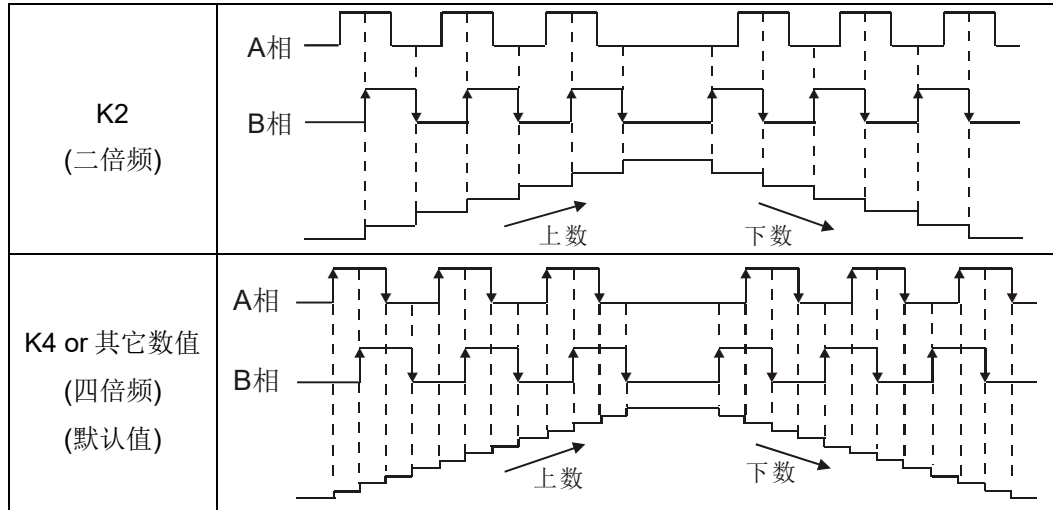 K2
(二倍频)
A相
B相
上数
下数
K4 or 其它数值
(四倍频)
(默认值)
A相
B相
上数
下数